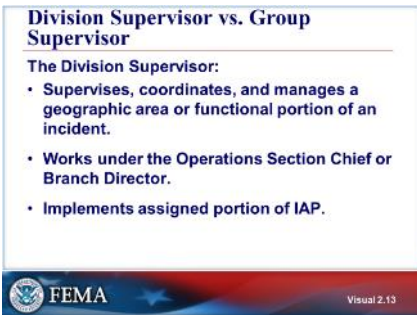 Division Supervisor vs. Group
Supervisor
The Division Supervisor:
• Supervises, coordinates, and manages a
geographic area or functional portion of an
incident.
• Works under the Operations Section Chief or
Branch Director.
• Implements assigned portion of IAP.
FEMA
Visual 2.13